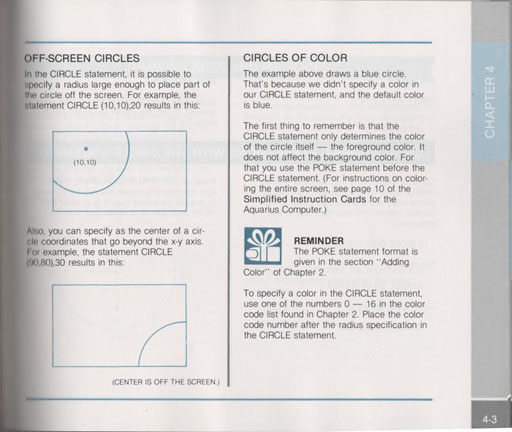 OFF-SCREEN CIRCLES
In the CIRCLE statement, it is possible to
specify a radius large enough to place part of
the circle off the screen. For example, the
statement CIRCLE (10,10),20 results in this:
(10,10)
Also, you can specify as the center of a cir-
cle coordinates that go beyond the x-y axis.
For example, the statement CIRCLE
(90,80),30 results in this:
(CENTER IS OFF THE SCREEN.)
CIRCLES OF COLOR
The example above draws a blue circle.
That's because we didn't specify a color in
our CIRCLE statement, and the default color
is blue.
The first thing to remember is that the
CIRCLE statement only determines the color
of the circle itself — the foreground color. It
does not affect the background color. For
that you use the POKE statement before the
CIRCLE statement. (For instructions on color-
ing the entire screen, see page 10 of the
Simplified Instruction Cards for the
Aquarius Computer.)
REMINDER
The POKE statement format is
given in the section "Adding
Color" of Chapter 2.
To specify a color in the CIRCLE statement,
use one of the numbers 0 — 16 in the color
code list found in Chapter 2. Place the color
code number after the radius specification in
the CIRCLE statement.
CHAPTER 4
4-3